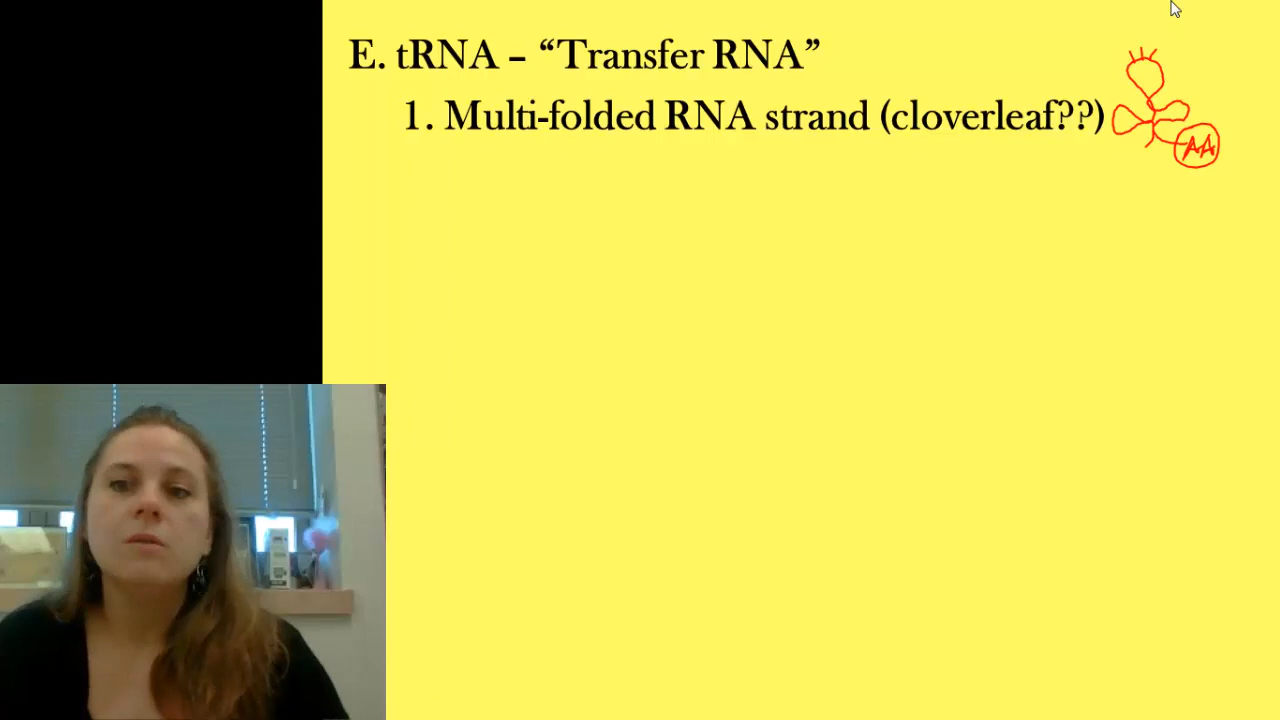 E. tRNA – “Transfer RNA”
1. Multi-folded RNA strand (cloverleaf??)
AA